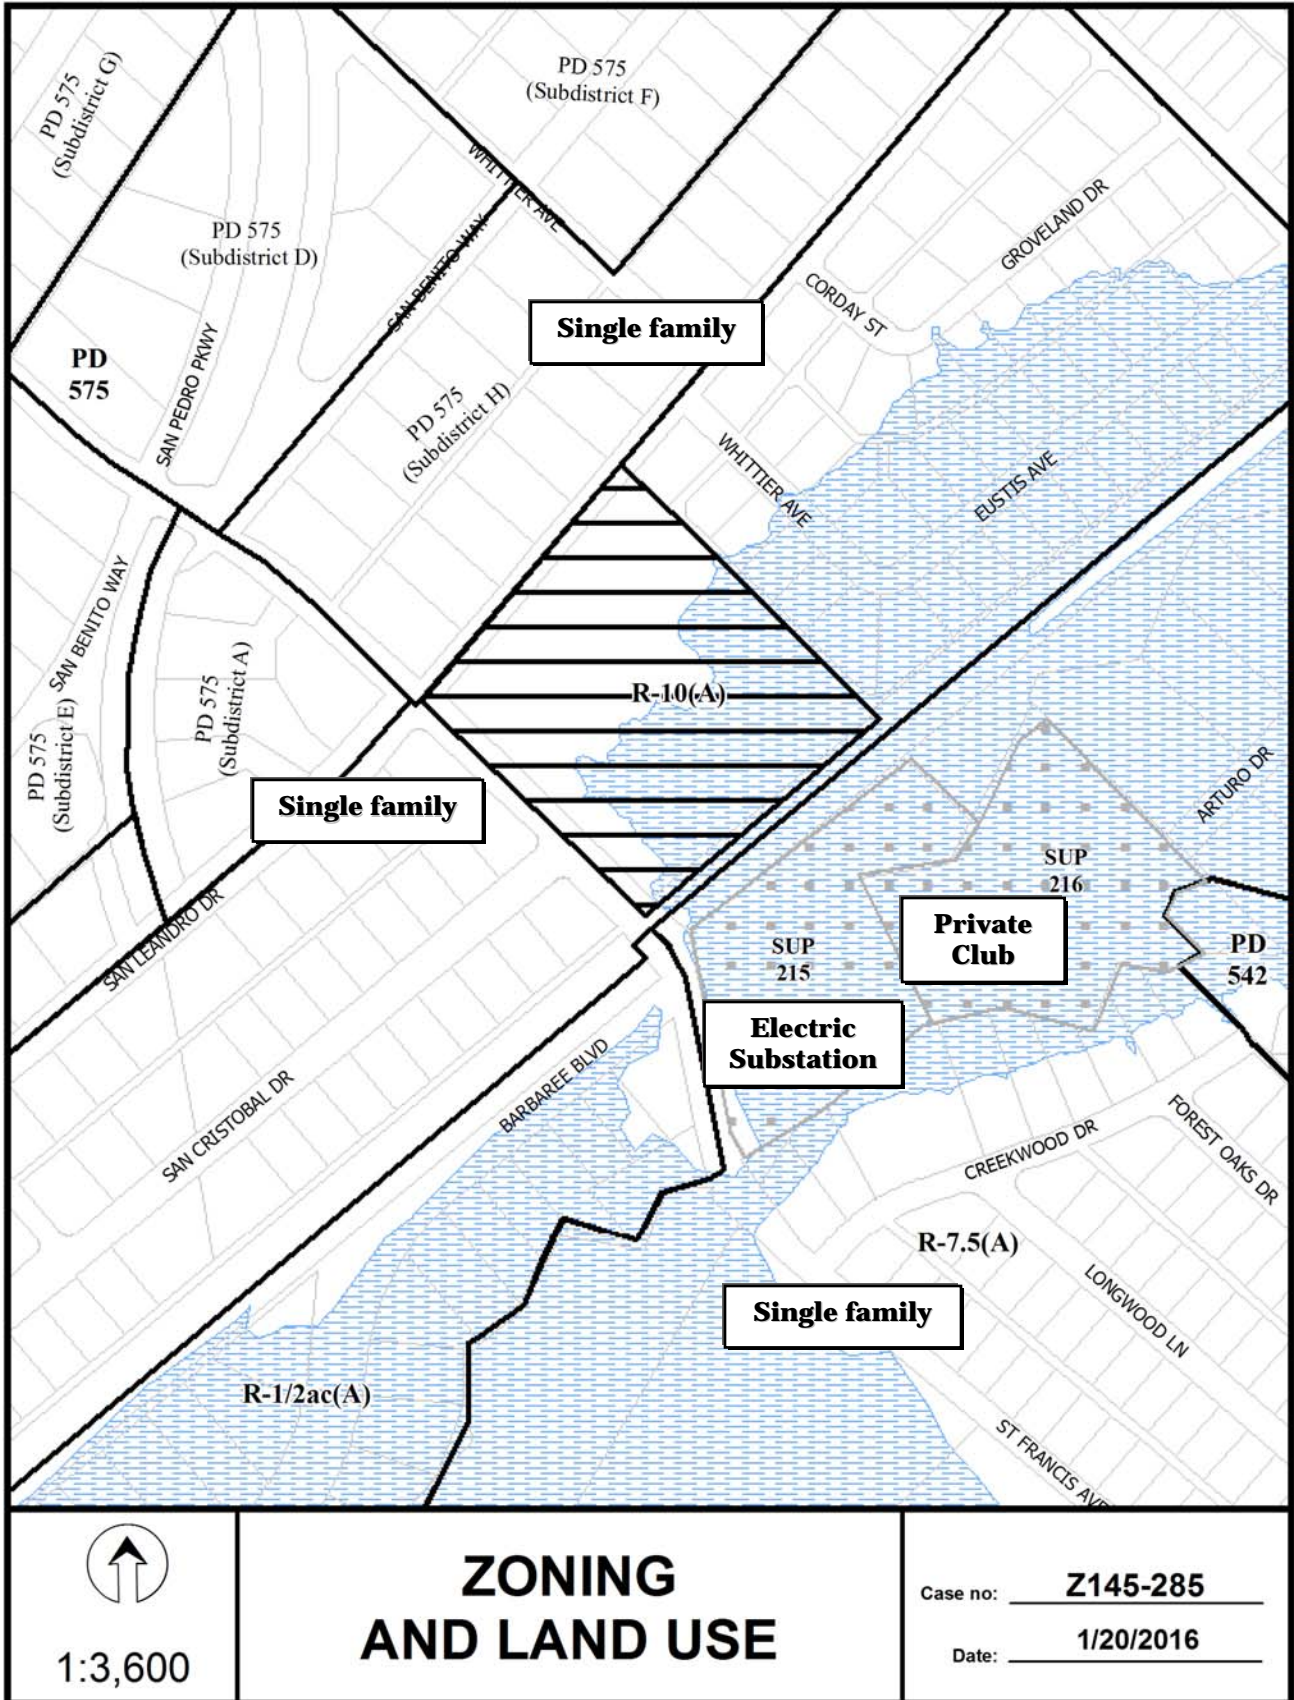 PD 575
(Subdistrict G)
PD 575
(Subdistrict F)
WHITTIER AVE
PD 575
(Subdistrict D)
SAN BENITO WAY
GROVELAND DR
CORDAY ST
Single family
PD
575
SAN PEDRO PKWY
PD 575
(Subdistrict H)
WHITTIER AVE
EUSTIS AVE
SAN BENITO WAY
PD 575
(Subdistrict E)
PD 575
(Subdistrict A)
R-10(A)
Single family
ARTURO DR
SUP
216
Private
Club
SUP
215
PD
542
SAN LEANDRO DR
Electric
Substation
BARBAREE BLVD
SAN CRISTOBAL DR
CREEKWOOD DR
FOREST OAKS DR
R-7.5(A)
LONGWOOD LN
Single family
R-1/2ac(A)
ST FRANCIS AVE
1:3,600
ZONING
AND LAND USE
Case no: Z145-285
Date: 1/20/2016